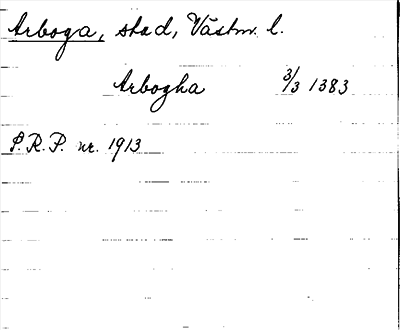 Arboga, stad, Västm. l.
Arbogha 3/3 1383
S.R.P. nr. 1913